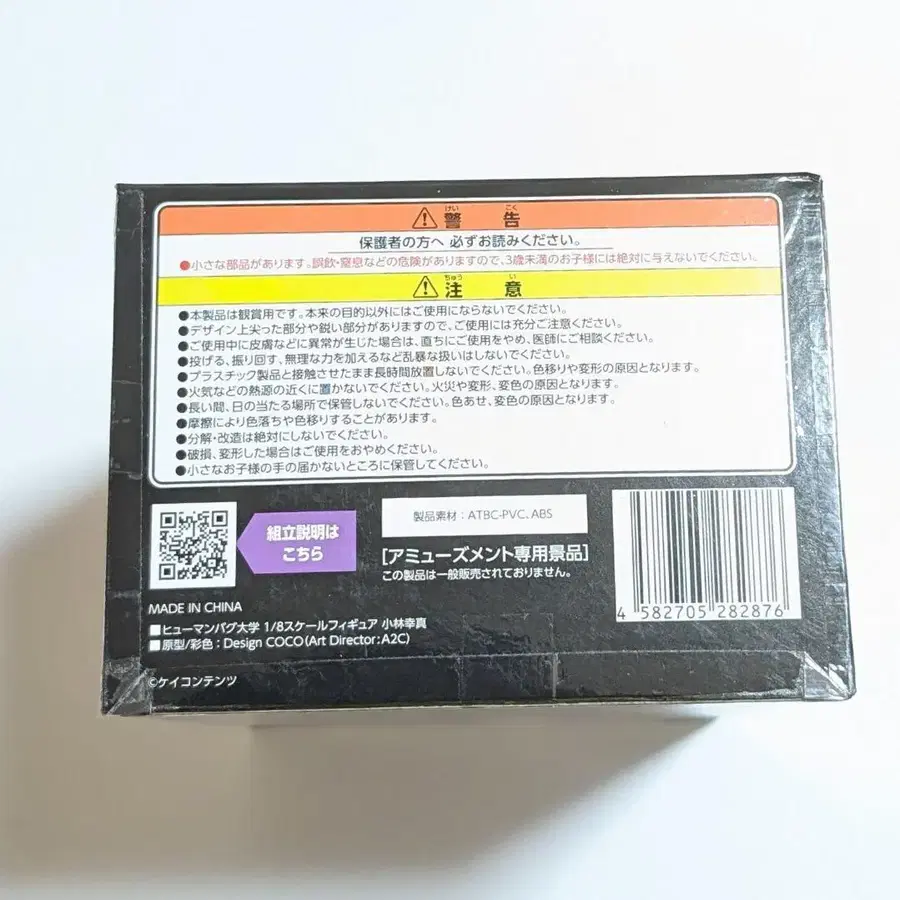 けい こく
⚠警 告
保護者の方へ 必ずお読みください。
●小さな部品があります。誤飲・窒息などの危険がありますので、3歳未満のお子様には絶対に与えないでください。
ちゅう い
⚠注 意
●本製品は観賞用です。本来の目的以外にはご使用にならないでください。
●デザイン上尖った部分や鋭い部分がありますので、ご使用には充分ご注意ください。
●ご使用中に皮膚などに異常が生じた場合は、直ちにご使用をやめ、医師にご相談ください。
●投げる、振り回す、無理な力を加えるなど乱暴な扱いはしないでください。
●プラスチック製品と接触させたまま長時間放置しないでください。色移りや変形の原因となります。
●火気などの熱源の近くに置かないでください。火災や変形、変色の原因となります。
●長い間、日の当たる場所で保管しないでください。色あせ、変色の原因となります。
●摩擦により色落ちや色移りすることがあります。
●分解・改造は絶対にしないでください。
●破損、変形した場合はご使用をおやめください。
●小さなお子様の手の届かないところに保管してください。
組立説明は
こちら
製品素材：ATBC-PVC、ABS
[アミューズメント専用景品]
この製品は一般販売されておりません。
4 582705 282876
MADE IN CHINA
■ヒューマンバグ大学 1/8スケールフィギュア 小林幸真
■原型/彩色：Design COCO(Art Director:A2C)
©ケイコンテンツ